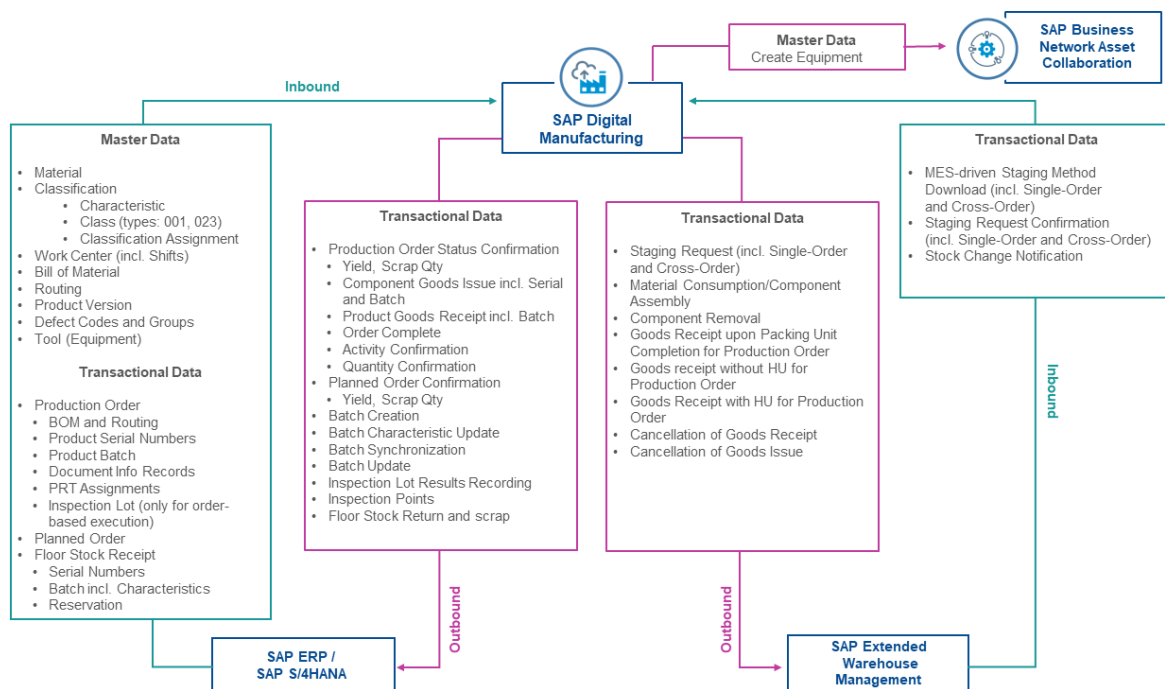 Master Data
Create Equipment
SAP Business
Network Asset
Collaboration
Inbound
SAP Digital
Manufacturing
Master Data
• Material
• Classification
• Characteristic
• Class (types: 001, 023)
• Classification Assignment
• Work Center (incl. Shifts)
• Bill of Material
• Routing
• Product Version
• Defect Codes and Groups
• Tool (Equipment)
Transactional Data
• Production Order
• BOM and Routing
• Product Serial Numbers
• Product Batch
• Document Info Records
• PRT Assignments
• Inspection Lot (only for order-
based execution)
• Planned Order
• Floor Stock Receipt
• Serial Numbers
• Batch incl. Characteristics
• Reservation
Transactional Data
• Production Order Status Confirmation
• Yield, Scrap Qty
• Component Goods Issue incl. Serial
and Batch
• Product Goods Receipt incl. Batch
• Order Complete
• Activity Confirmation
• Quantity Confirmation
• Planned Order Confirmation
• Yield, Scrap Qty
• Batch Creation
• Batch Characteristic Update
• Batch Synchronization
• Batch Update
• Inspection Lot Results Recording
• Inspection Points
• Floor Stock Return and scrap
Transactional Data
• Staging Request (incl. Single-Order
and Cross-Order)
• Material Consumption/Component
Assembly
• Component Removal
• Goods Receipt upon Packing Unit
Completion for Production Order
• Goods receipt without HU for
Production Order
• Goods Receipt with HU for Production
Order
• Cancellation of Goods Receipt
• Cancellation of Goods Issue
Transactional Data
• MES-driven Staging Method
Download (incl. Single-Order
and Cross-Order)
• Staging Request Confirmation
(incl. Single-Order and Cross-Order)
• Stock Change Notification
Inbound
Outbound
Outbound
SAP ERP /
SAP S/4HANA
SAP Extended
Warehouse
Management